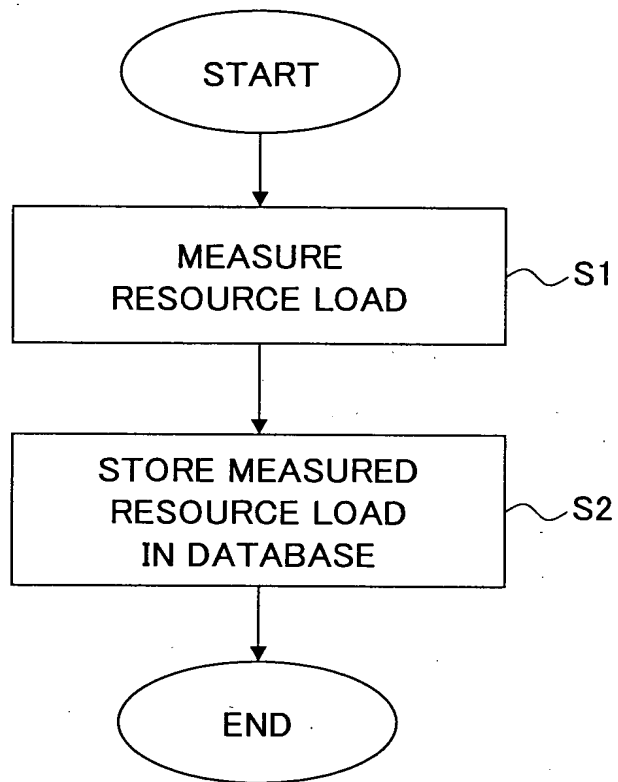 START
MEASURE
RESOURCE LOAD
S1
STORE MEASURED
RESOURCE LOAD
IN DATABASE
S2
END